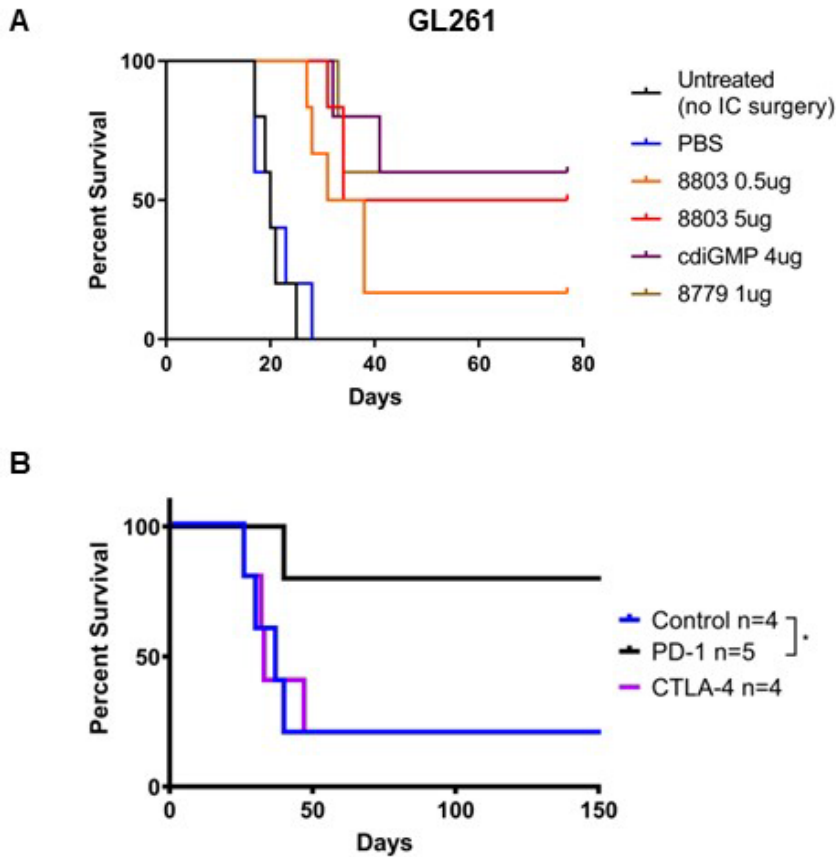 A
GL261
Percent Survival
100
50
0
0
20
40
60
80
Days
Untreated
(no IC surgery)
PBS
8803 0.5ug
8803 5ug
cdiGMP 4ug
8779 1ug
B
Percent Survival
100
50
0
0
50
100
150
Days
Control n=4
PD-1 n=5
CTLA-4 n=4
*